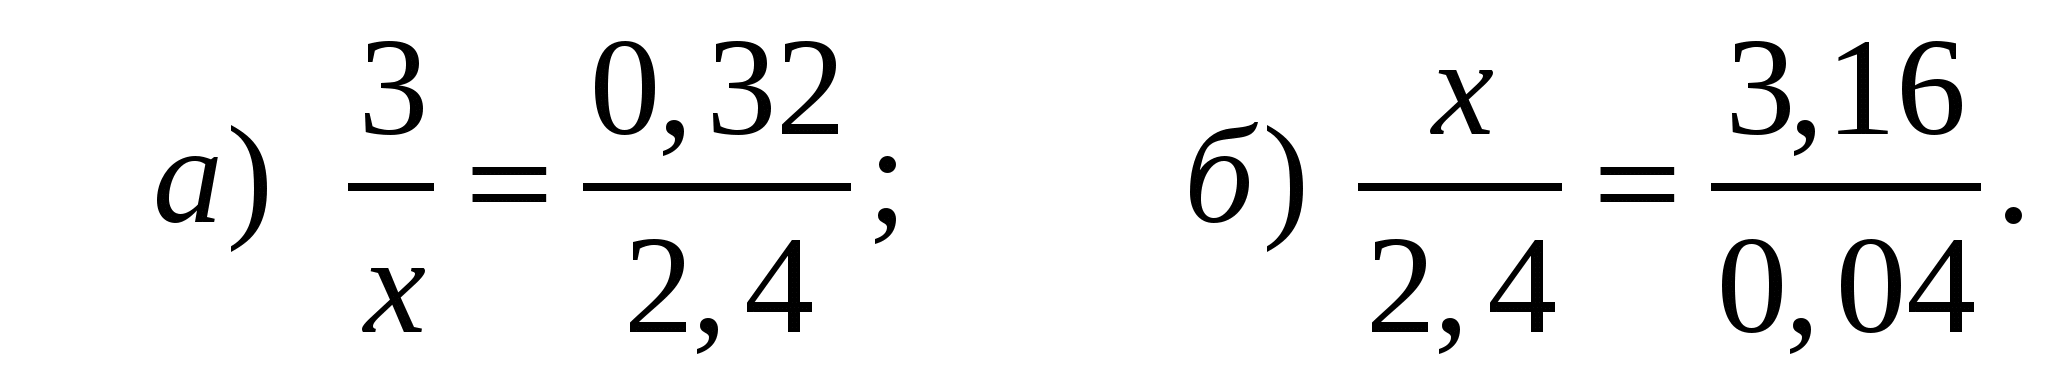 а) 3/x = 0,32/2,4; б) x/2,4 = 3,16/0,04.